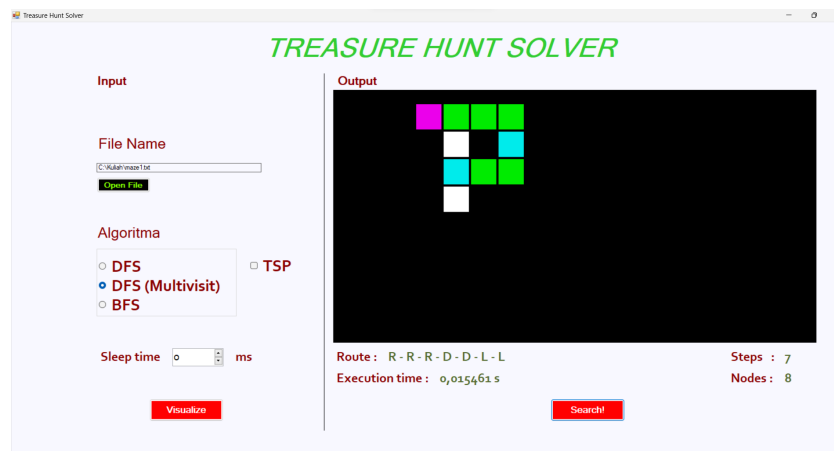 Treasure Hunt Solver
TREASURE HUNT SOLVER
Input
File Name
C:\Kuliah\maze1.txt
Open File
Algoritma
DFS
TSP
DFS (Multivisit)
BFS
Sleep time 0 ms
Visualize
Output
Route : R - R - R - D - D - L - L
Steps : 7
Execution time : 0,015461 s
Nodes : 8
Search!